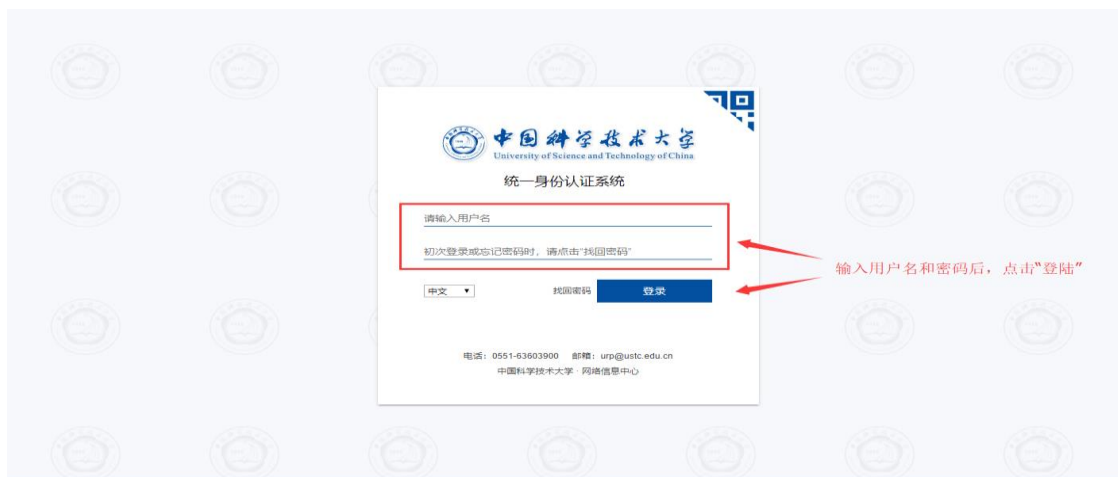 中国科学技术大学
University of Science and Technology of China
统一身份认证系统
请输入用户名
初次登录或忘记密码时，请点击"找回密码"
输入用户名和密码后，点击“登陆”
中文 ▼ 找回密码 登录
电话：0551-63603900 邮箱：urp@ustc.edu.cn
中国科学技术大学 · 网络信息中心